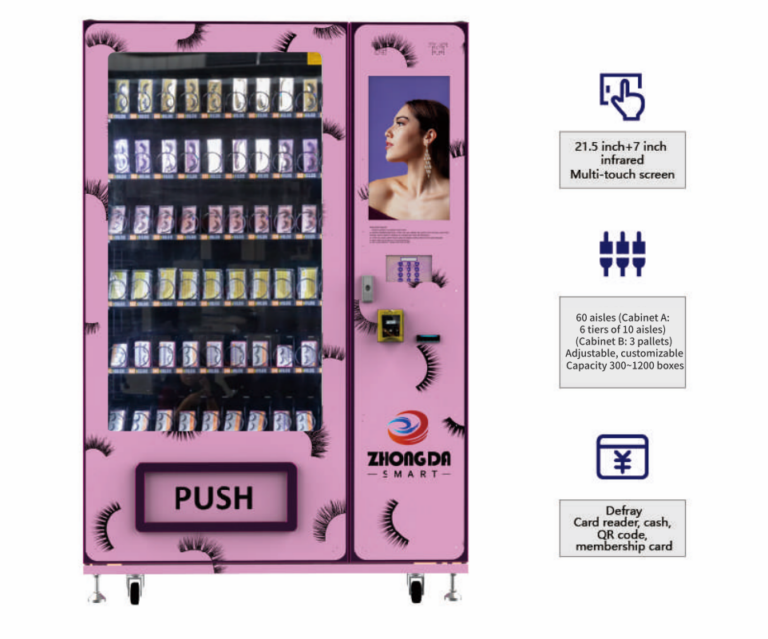 PUSH
ZHONG DA
— SMART —
21.5 inch+7 inch
infrared
Multi-touch screen
60 aisles (Cabinet A:
6 tiers of 10 aisles)
(Cabinet B: 3 pallets)
Adjustable, customizable
Capacity 300~1200 boxes
¥
Defray
Card reader, cash,
QR code,
membership card